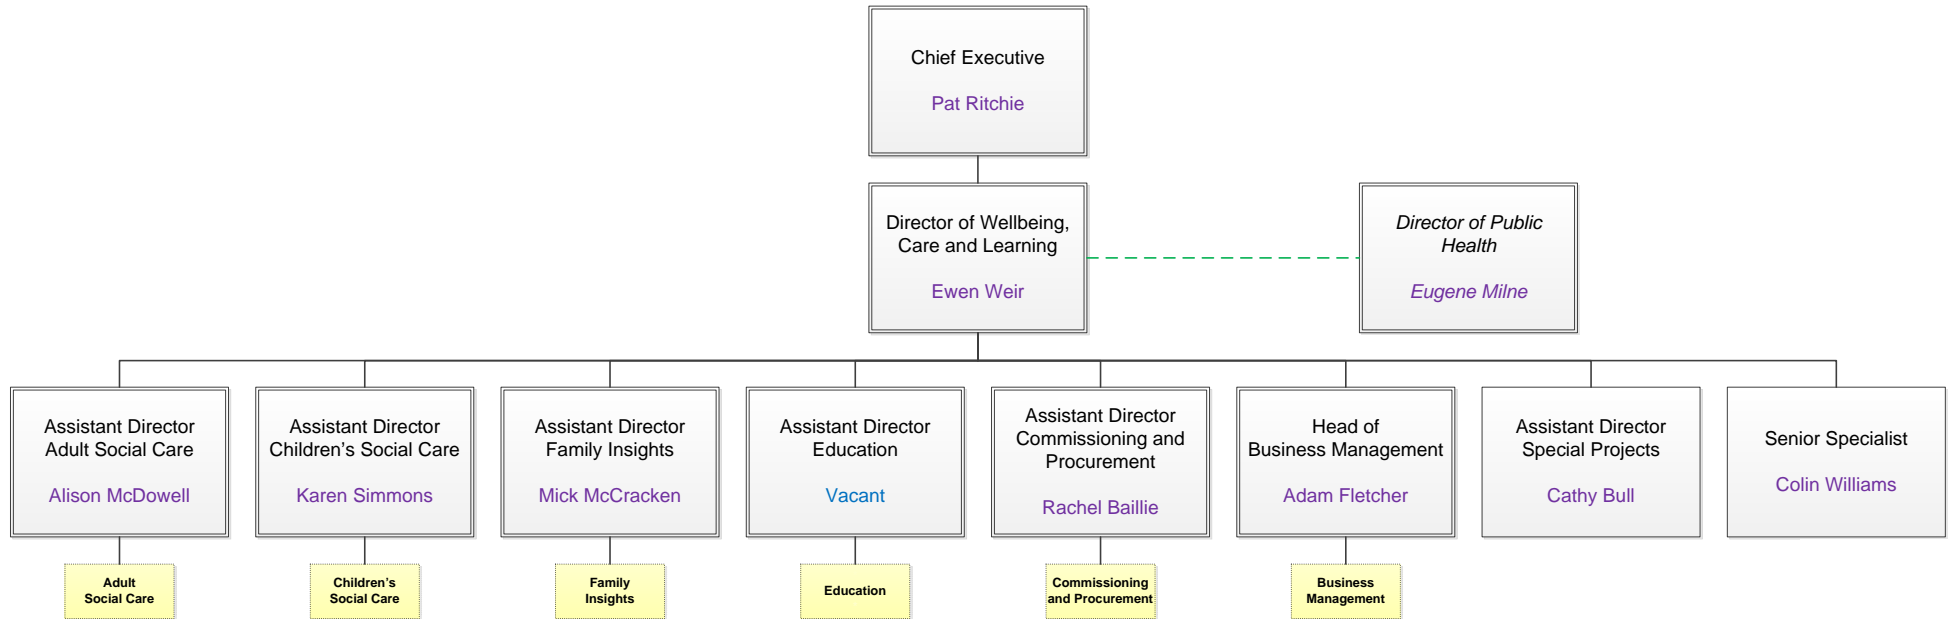 Chief Executive
Pat Ritchie
Director of Wellbeing,
Care and Learning
Ewen Weir
Director of Public
Health
Eugene Milne
Assistant Director
Adult Social Care
Alison McDowell
Assistant Director
Children’s Social Care
Karen Simmons
Assistant Director
Family Insights
Mick McCracken
Assistant Director
Education
Vacant
Assistant Director
Commissioning and
Procurement
Rachel Baillie
Head of
Business Management
Adam Fletcher
Assistant Director
Special Projects
Cathy Bull
Senior Specialist
Colin Williams
Adult
Social Care
Children’s
Social Care
Family
Insights
Education
Commissioning
and Procurement
Business
Management